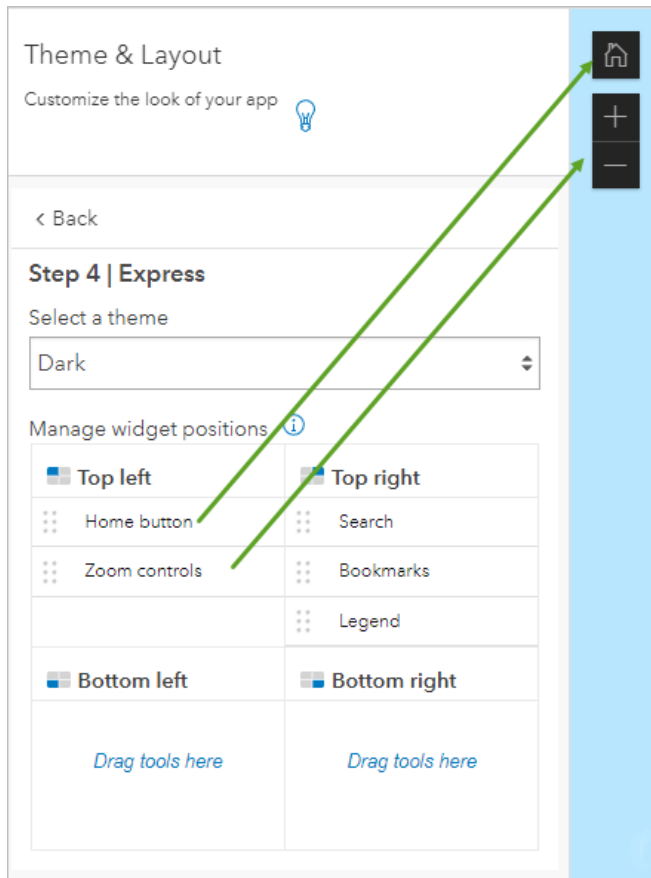 Theme & Layout
Customize the look of your app
< Back
Step 4 | Express
Select a theme
Dark
Manage widget positions
Top left
Top right
Home button
Search
Zoom controls
Bookmarks
Legend
Bottom left
Bottom right
Drag tools here
Drag tools here